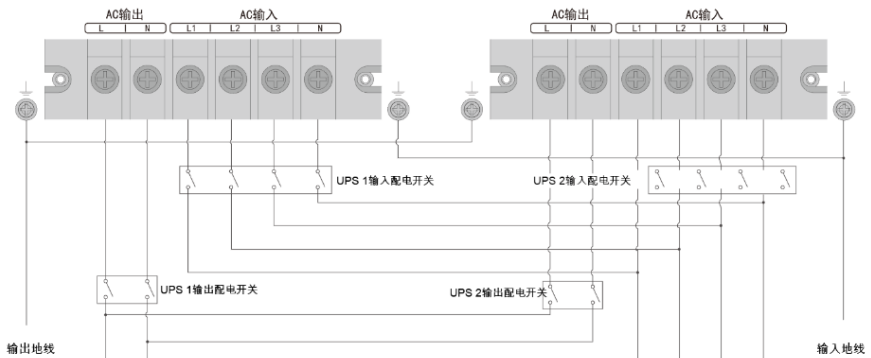 AC输出 AC输入 AC输出 AC输入
L N L1 L2 L3 N L N L1 L2 L3 N
UPS 1输入配电开关 UPS 2输入配电开关
UPS 1输出配电开关 UPS 2输出配电开关
输出地线 输入地线